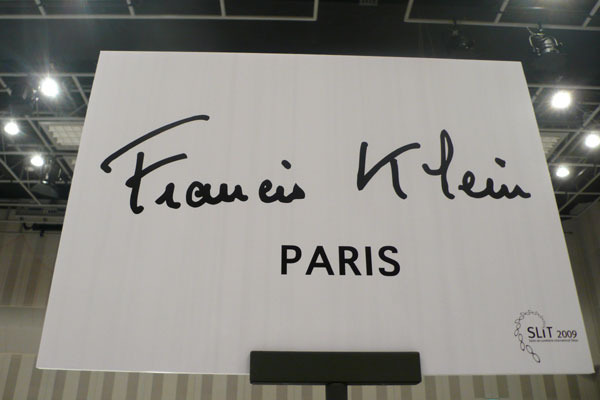 Francis Klein
PARIS
SLiT 2009